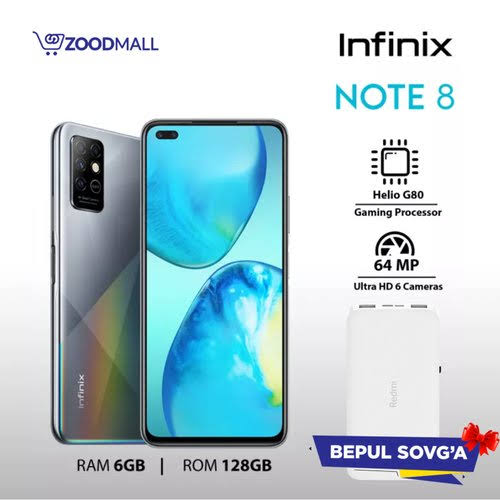 ZOODMALL
Infinix
NOTE 8
Helio G80
Gaming Processor
64 MP
Ultra HD 6 Cameras
Infinix
Redmi
RAM 6GB | ROM 128GB
BEPUL SOVG'A